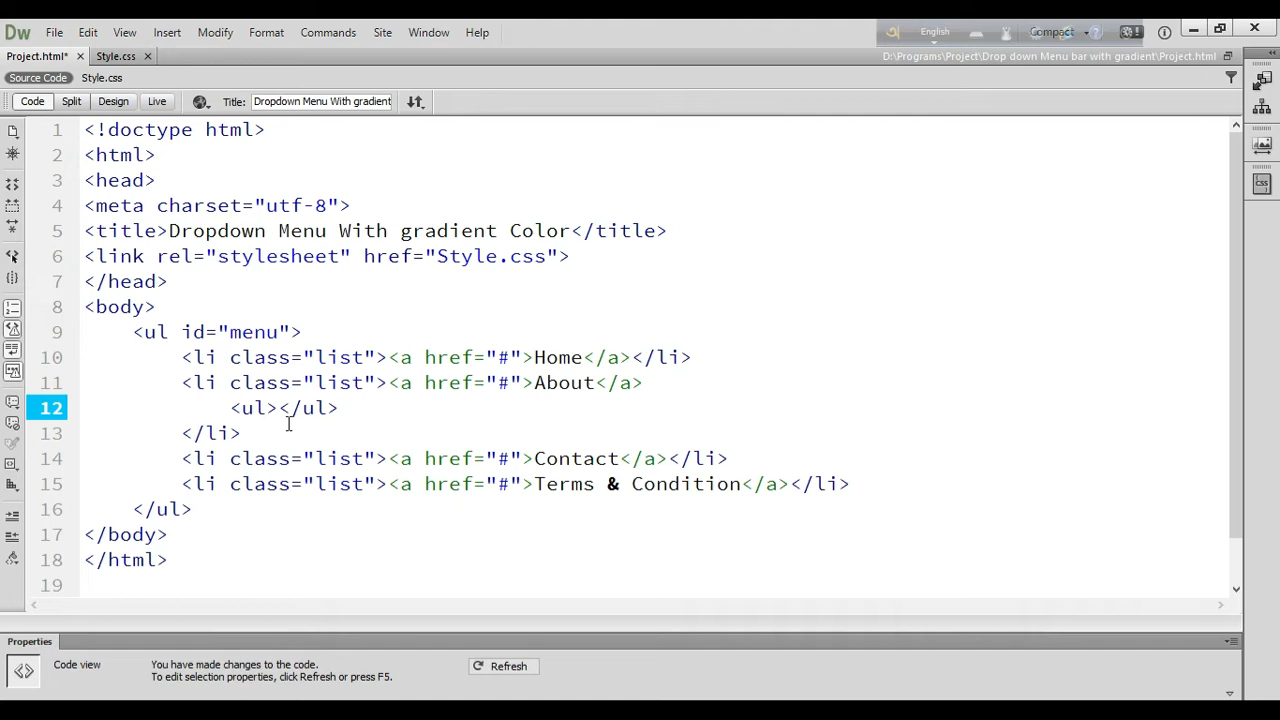 Dw File Edit View Insert Modify Format Commands Site Window Help English Compact
Project.html* × Style.css × D:\Programs\Project\Drop down Menu bar with gradient\Project.html
Source Code Style.css
Code Split Design Live Title: Dropdown Menu With gradient
1 <!doctype html>
2 <html>
3 <head>
4 <meta charset="utf-8">
5 <title>Dropdown Menu With gradient Color</title>
6 <link rel="stylesheet" href="Style.css">
7 </head>
8 <body>
9 <ul id="menu">
10 <li class="list"><a href="#">Home</a></li>
11 <li class="list"><a href="#">About</a>
12 <ul></ul>
13 </li>
14 <li class="list"><a href="#">Contact</a></li>
15 <li class="list"><a href="#">Terms & Condition</a></li>
16 </ul>
17 </body>
18 </html>
19
Properties
Code view You have made changes to the code. Refresh
To edit selection properties, click Refresh or press F5.
CSS